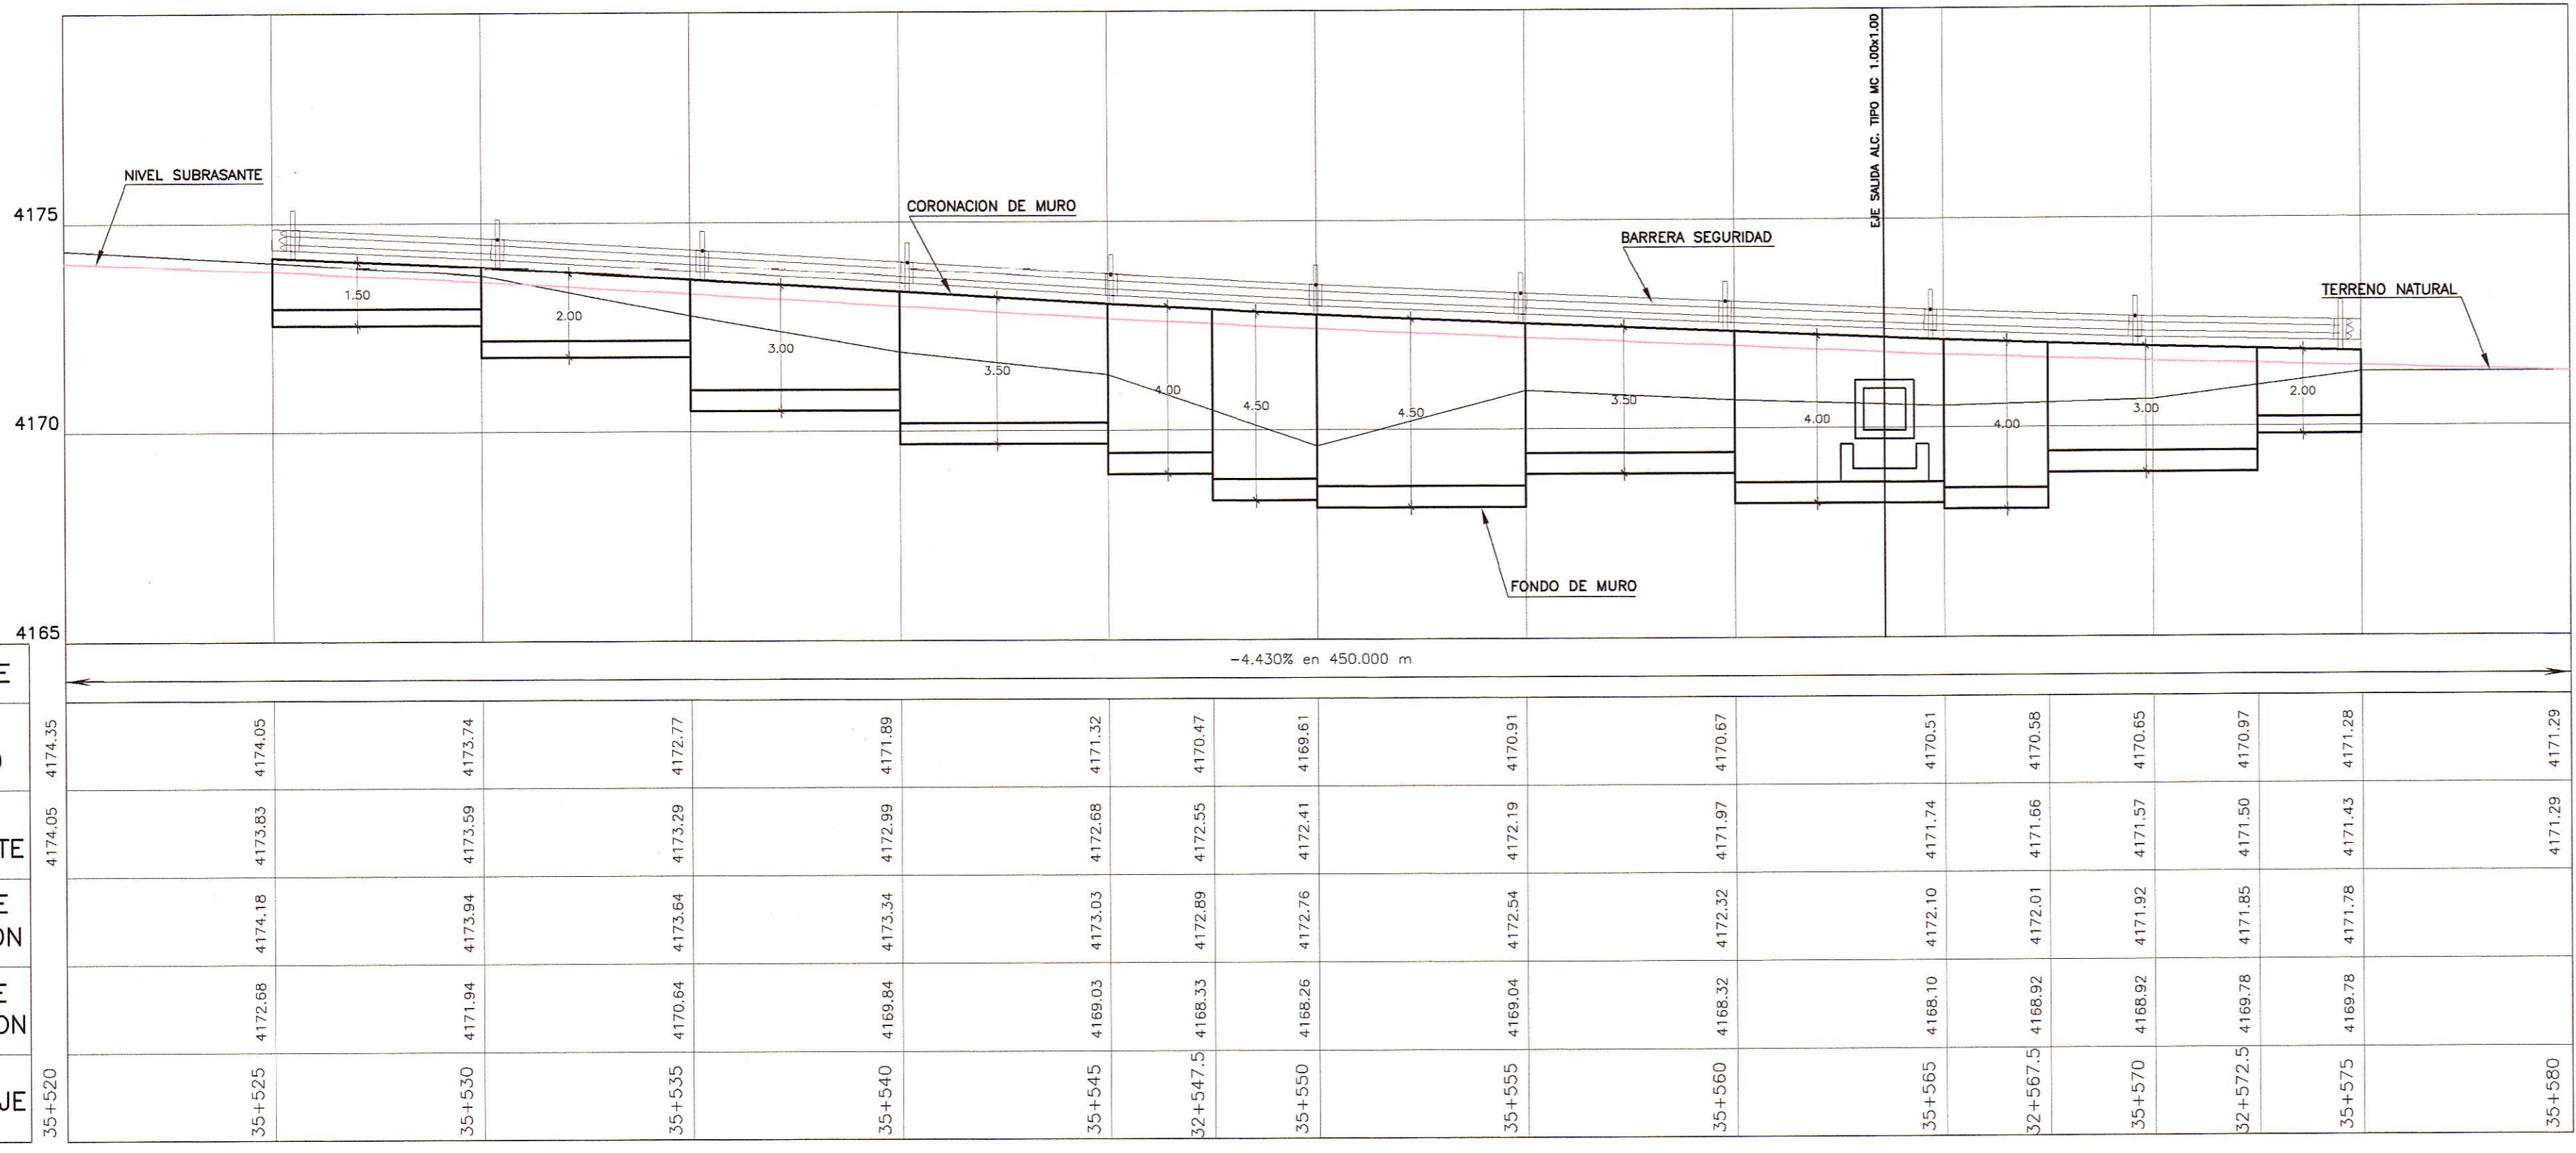 EJE SALIDA ALC. TIPO MC 1.00x1.00
NIVEL SUBRASANTE
CORONACION DE MURO
BARRERA SEGURIDAD
TERRENO NATURAL
4175
4170
4165
1.50
2.00
3.00
3.50
4.00
4.50
4.50
3.50
4.00
4.00
3.00
2.00
FONDO DE MURO
-4.430% en 450.000 m
E
4174.35 4174.05 4173.74 4172.77 4171.89 4171.32 4170.47 4169.61 4170.91 4170.67 4170.51 4170.58 4170.65 4170.97 4171.28 4171.29
TE
4174.05 4173.83 4173.59 4173.29 4172.99 4172.68 4172.55 4172.41 4172.19 4171.97 4171.74 4171.66 4171.57 4171.50 4171.43 4171.29
E
ON
4174.18 4173.94 4173.64 4173.34 4173.03 4172.89 4172.76 4172.54 4172.32 4172.10 4172.01 4171.92 4171.85 4171.78
E
ON
4172.68 4171.94 4170.64 4169.84 4169.03 4168.33 4168.26 4169.04 4168.32 4168.10 4168.92 4168.92 4169.78 4169.78
JE
35+520 35+525 35+530 35+535 35+540 35+545 32+547.5 35+550 35+555 35+560 35+565 32+567.5 35+570 32+572.5 35+575 35+580